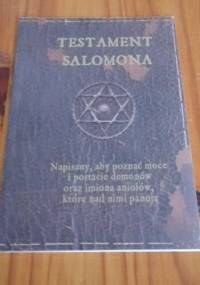 TESTAMENT
SALOMONA
Napisany, aby poznać moce
i postacie demonów
oraz imiona aniołów,
które nad nimi panują